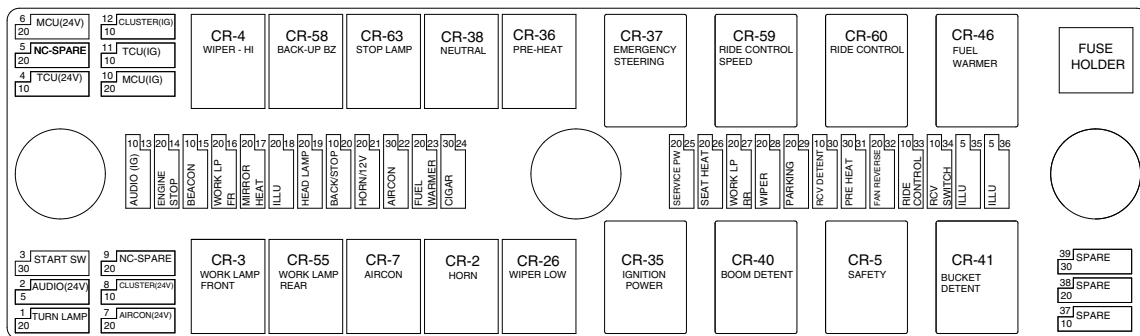 6 MCU(24V)
20
5 NC-SPARE
20
4 TCU(24V)
10
12 CLUSTER(IG)
10
11 TCU(IG)
10
10 MCU(IG)
20
CR-4
WIPER - HI
CR-58
BACK-UP BZ
CR-63
STOP LAMP
CR-38
NEUTRAL
CR-36
PRE-HEAT
CR-37
EMERGENCY
STEERING
CR-59
RIDE CONTROL
SPEED
CR-60
RIDE CONTROL
CR-46
FUEL
WARMER
FUSE
HOLDER
10 13
AUDIO (IG)
20 14
ENGINE
STOP
10 15
BEACON
20 16
WORK LP
FR
20 17
MIRROR
HEAT
20 18
ILLU
20 19
HEAD LAMP
10 20
BACK/STOP
20 21
HORN/12V
30 22
AIRCON
20 23
FUEL
WARMIER
30 24
CIGAR
20 25
SERVICE PW
20 26
SEAT HEAT
20 27
WORK LP
RR
20 28
WIPER
20 29
PARKING
10 30
RCV DETENT
30 31
PRE HEAT
20 32
FAN REVERSE
10 33
RIDE
CONTROL
10 34
RCV
SWITCH
5 35
ILLU
5 36
ILLU
3 START SW
30
2 AUDIO(24V)
5
1 TURN LAMP
20
9 NC-SPARE
20
8 CLUSTER(24V)
10
7 AIRCON(24V)
20
CR-3
WORK LAMP
FRONT
CR-55
WORK LAMP
REAR
CR-7
AIRCON
CR-2
HORN
CR-26
WIPER LOW
CR-35
IGNITION
POWER
CR-40
BOOM DETENT
CR-5
SAFETY
CR-41
BUCKET
DETENT
39 SPARE
30
38 SPARE
20
37 SPARE
10